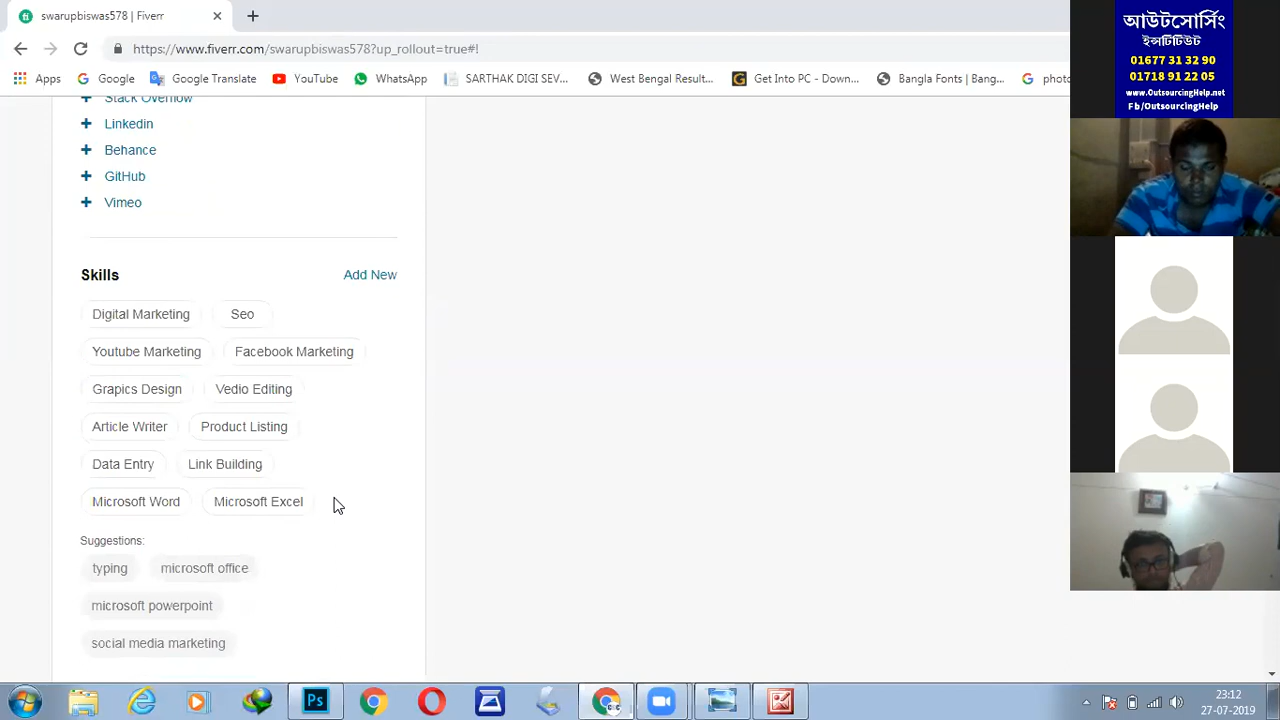 swarupbiswas578 | Fiverr
https://www.fiverr.com/swarupbiswas578?up_rollout=true#!
Apps Google Google Translate YouTube WhatsApp SARTHAK DIGI SEV... West Bengal Result... Get Into PC - Down... Bangla Fonts | Bang... photo
Stack Overflow
Linkedin
Behance
GitHub
Vimeo
Skills Add New
Digital Marketing Seo
Youtube Marketing Facebook Marketing
Grapics Design Vedio Editing
Article Writer Product Listing
Data Entry Link Building
Microsoft Word Microsoft Excel
Suggestions:
typing microsoft office
microsoft powerpoint
social media marketing
আউটসোর্সিং
ইন্সটিটিউট
01677 31 32 90
01718 91 22 05
www.OutsourcingHelp.net
Fb/OutsourcingHelp
Ps
23:12
27-07-2019